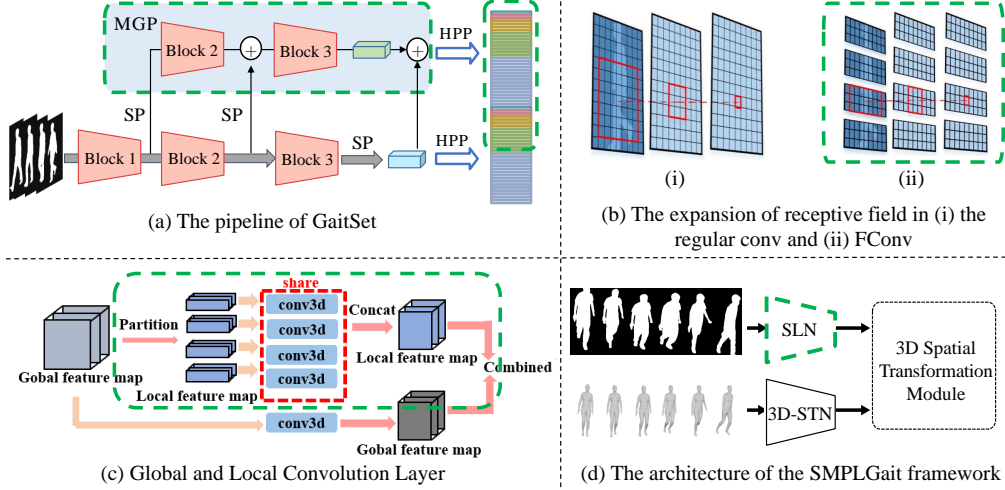 MGP
Block 2
+
Block 3
+
HPP
SP
SP
Block 1
Block 2
Block 3
SP
HPP
(a) The pipeline of GaitSet
(i)
(ii)
(b) The expansion of receptive field in (i) the
regular conv and (ii) FConv
share
Partition
conv3d
conv3d
conv3d
conv3d
Concat
Gobal feature map
Local feature map
Local feature map
Combined
conv3d
Gobal feature map
(c) Global and Local Convolution Layer
SLN
3D-STN
3D Spatial
Transformation
Module
(d) The architecture of the SMPLGait framework